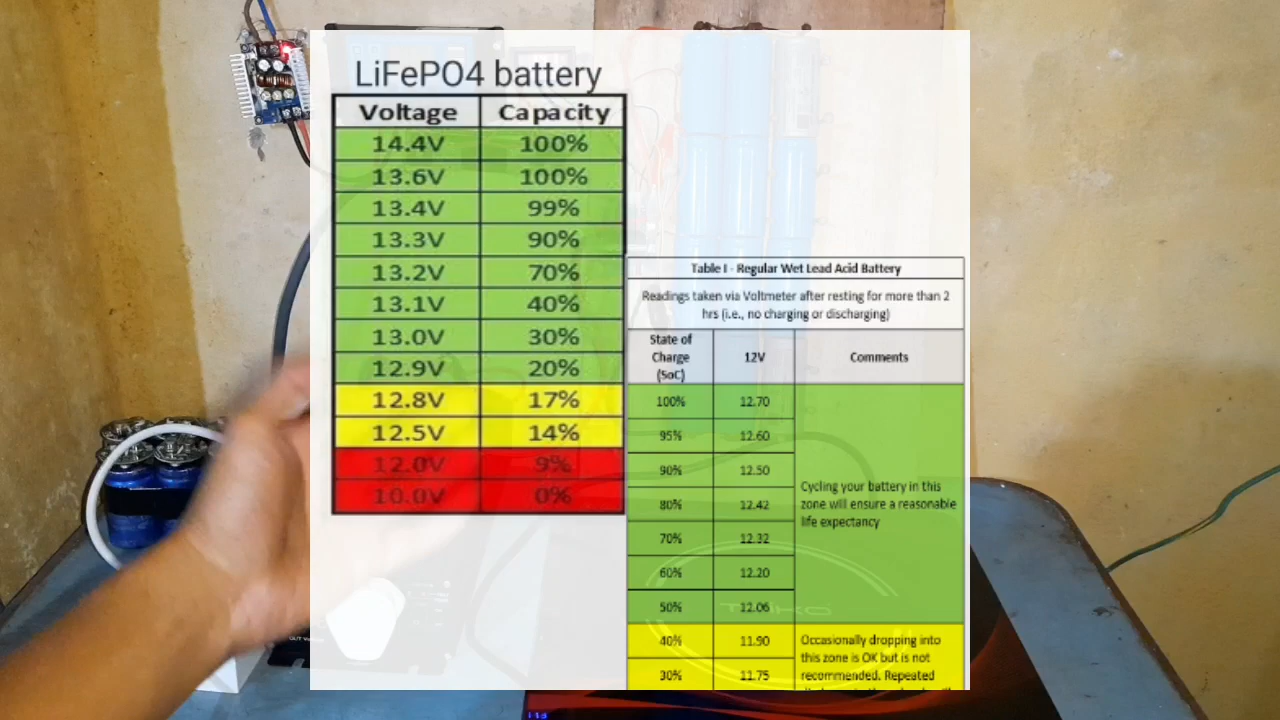 LiFePO4 battery
Voltage Capacity
14.4V 100%
13.6V 100%
13.4V 99%
13.3V 90%
13.2V 70%
13.1V 40%
13.0V 30%
12.9V 20%
12.8V 17%
12.5V 14%
12.0V 9%
10.0V 0%
Table I - Regular Wet Lead Acid Battery
Readings taken via Voltmeter after resting for more than 2
hrs (i.e., no charging or discharging)
State of
Charge
(SoC)
12V
Comments
100% 12.70
95% 12.60
90% 12.50
80% 12.42
70% 12.32
60% 12.20
50% 12.06
Cycling your battery in this
zone will ensure a reasonable
life expectancy
40% 11.90
30% 11.75
Occasionally dropping into
this zone is OK but is not
recommended. Repeated